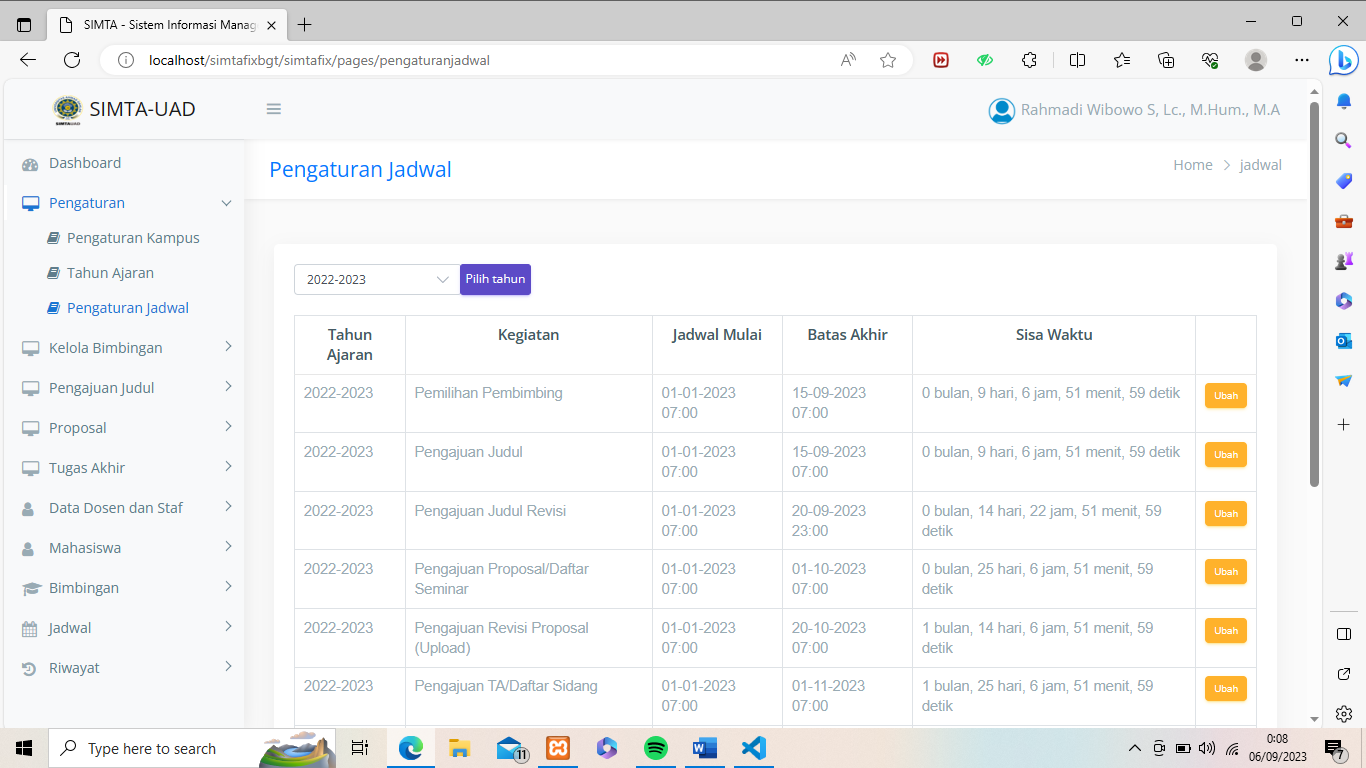 SIMTA - Sistem Informasi Manag
localhost/simtafixbgt/simtafix/pages/pengaturanjadwal
SIMTA-UAD
Rahmadi Wibowo S, Lc., M.Hum., M.A
Dashboard
Pengaturan
Pengaturan Kampus
Tahun Ajaran
Pengaturan Jadwal
Kelola Bimbingan
Pengajuan Judul
Proposal
Tugas Akhir
Data Dosen dan Staf
Mahasiswa
Bimbingan
Jadwal
Riwayat
Pengaturan Jadwal
Home > jadwal
2022-2023 Pilih tahun
Tahun Ajaran Kegiatan Jadwal Mulai Batas Akhir Sisa Waktu
2022-2023 Pemilihan Pembimbing 01-01-2023 07:00 15-09-2023 07:00 0 bulan, 9 hari, 6 jam, 51 menit, 59 detik Ubah
2022-2023 Pengajuan Judul 01-01-2023 07:00 15-09-2023 07:00 0 bulan, 9 hari, 6 jam, 51 menit, 59 detik Ubah
2022-2023 Pengajuan Judul Revisi 01-01-2023 07:00 20-09-2023 23:00 0 bulan, 14 hari, 22 jam, 51 menit, 59 detik Ubah
2022-2023 Pengajuan Proposal/Daftar Seminar 01-01-2023 07:00 01-10-2023 07:00 0 bulan, 25 hari, 6 jam, 51 menit, 59 detik Ubah
2022-2023 Pengajuan Revisi Proposal (Upload) 01-01-2023 07:00 20-10-2023 07:00 1 bulan, 14 hari, 6 jam, 51 menit, 59 detik Ubah
2022-2023 Pengajuan TA/Daftar Sidang 01-01-2023 07:00 01-11-2023 07:00 1 bulan, 25 hari, 6 jam, 51 menit, 59 detik Ubah
Type here to search
11
0:08
06/09/2023
7